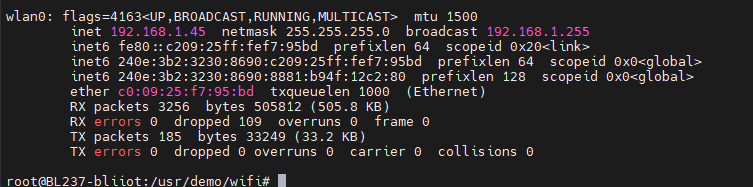 wlan0: flags=4163<UP,BROADCAST,RUNNING,MULTICAST>  mtu 1500
        inet 192.168.1.45  netmask 255.255.255.0  broadcast 192.168.1.255
        inet6 fe80::c209:25ff:fef7:95bd  prefixlen 64  scopeid 0x20<link>
        inet6 240e:3b2:3230:8690:c209:25ff:fef7:95bd  prefixlen 64  scopeid 0x0<global>
        inet6 240e:3b2:3230:8690:8881:b94f:12c2:80  prefixlen 128  scopeid 0x0<global>
        ether c0:09:25:f7:95:bd  txqueuelen 1000  (Ethernet)
        RX packets 3256  bytes 505812 (505.8 KB)
        RX errors 0  dropped 109  overruns 0  frame 0
        TX packets 185  bytes 33249 (33.2 KB)
        TX errors 0  dropped 0 overruns 0  carrier 0  collisions 0
root@BL237-bliiot:/usr/demo/wifi#